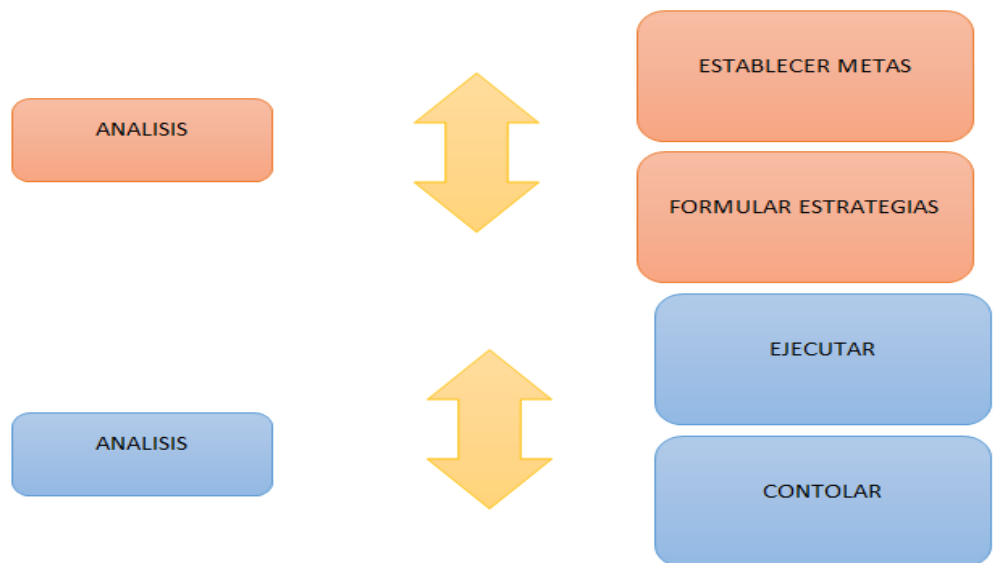 ESTABLECER METAS
ANALISIS
FORMULAR ESTRATEGIAS
EJECUTAR
ANALISIS
CONTOLAR